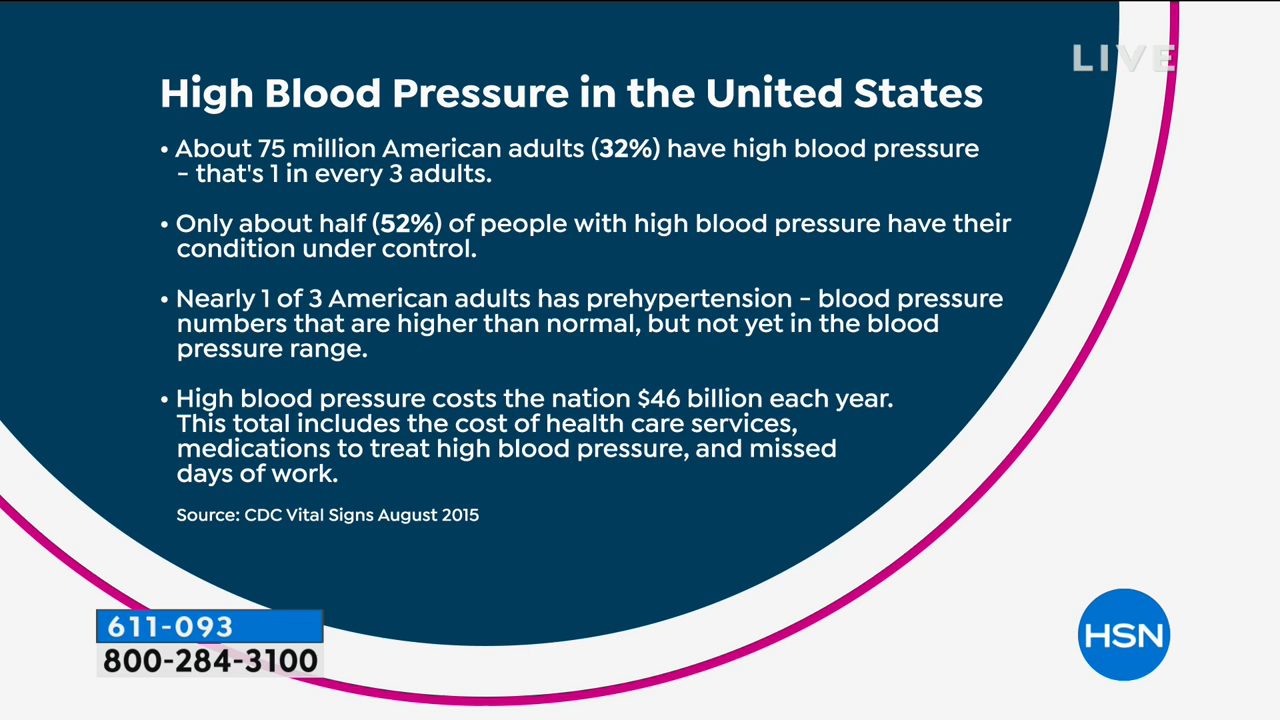 LIVE
High Blood Pressure in the United States
• About 75 million American adults (32%) have high blood pressure
- that's 1 in every 3 adults.
• Only about half (52%) of people with high blood pressure have their
condition under control.
• Nearly 1 of 3 American adults has prehypertension - blood pressure
numbers that are higher than normal, but not yet in the blood
pressure range.
• High blood pressure costs the nation $46 billion each year.
This total includes the cost of health care services,
medications to treat high blood pressure, and missed
days of work.
Source: CDC Vital Signs August 2015
611-093
800-284-3100
HSN